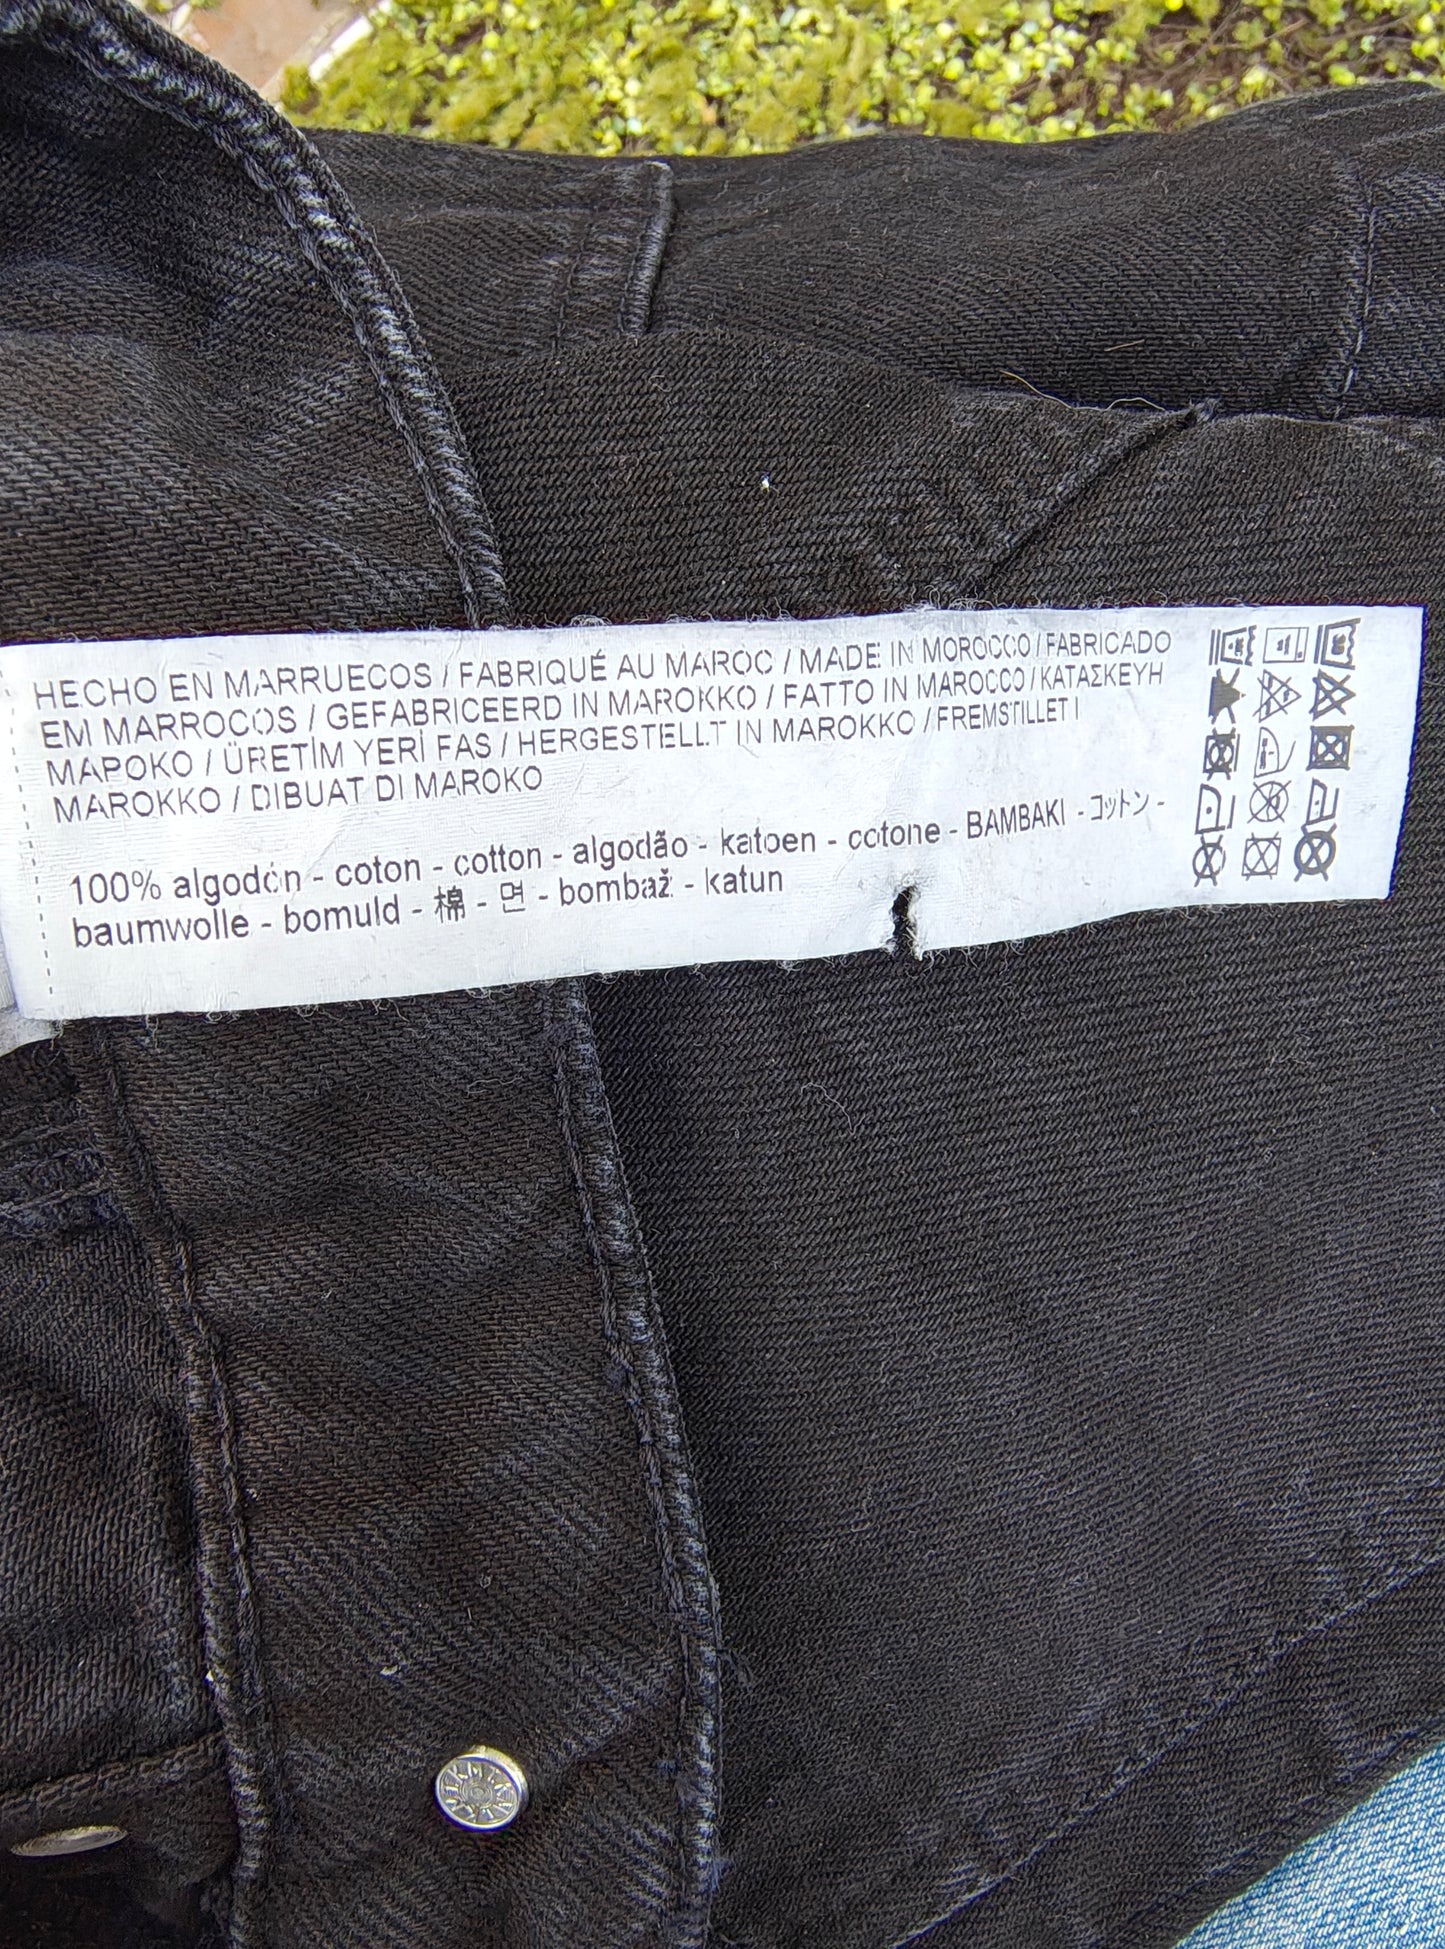 HECHO EN MARRUECOS / FABRIQUÉ AU MAROC / MADE IN MOROCCO / FABRICADO
EM MARROCOS / GEFABRICEERD IN MAROKKO / FATTO IN MAROCCO / ΚΑΤΑΣΚΕΥΗ
ΜΑΡΟΚΟ / ÜRETİM YERİ FAS / HERGESTELLT IN MAROKKO / FREMSTILLET I
MAROKKO / DIBUAT DI MAROKO
100% algodón - coton - cotton - algodão - katoen - cotone - BAMBAKI - コットン -
baumwolle - bomuld - 棉 - 면 - bombaž - katun